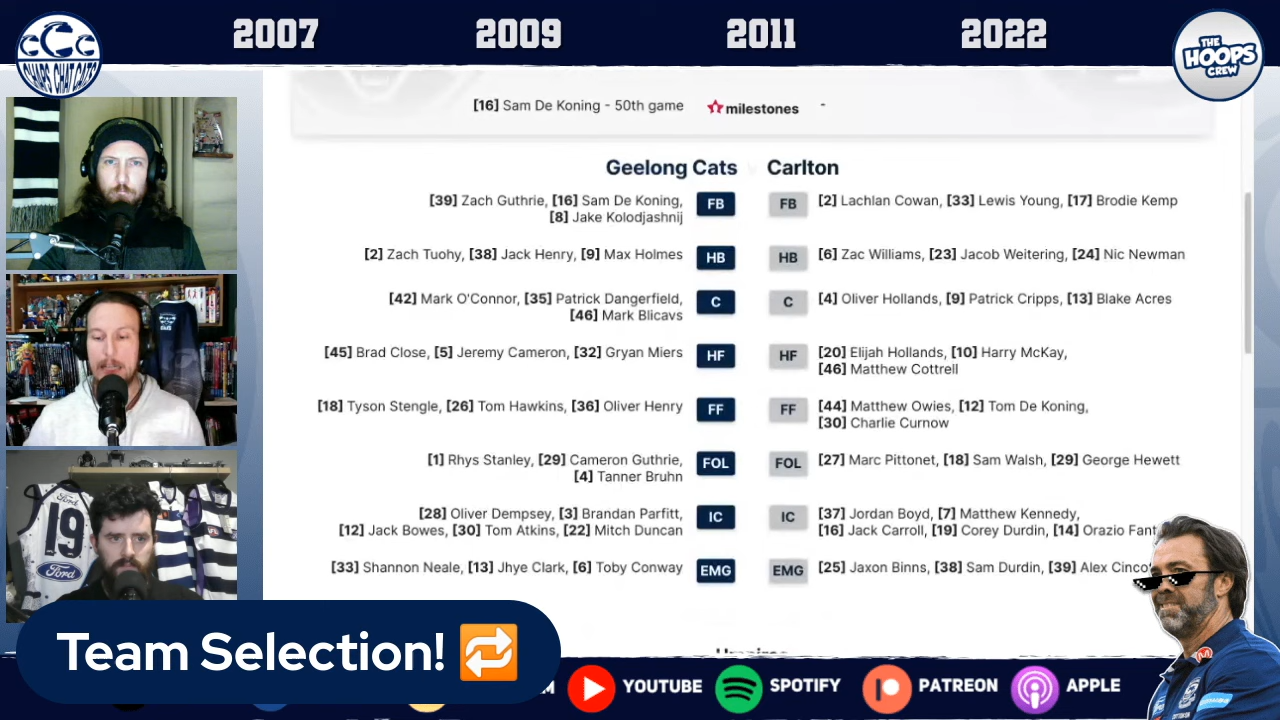 2007 2009 2011 2022
CCC
CHAPS CHAT CATS
THE
HOOPS
CREW
[16] Sam De Koning - 50th game milestones -
Geelong Cats Carlton
[39] Zach Guthrie, [16] Sam De Koning,
[8] Jake Kolodjashnij
FB FB
[2] Lachlan Cowan, [33] Lewis Young, [17] Brodie Kemp
[2] Zach Tuohy, [38] Jack Henry, [9] Max Holmes
HB HB
[6] Zac Williams, [23] Jacob Weitering, [24] Nic Newman
[42] Mark O'Connor, [35] Patrick Dangerfield,
[46] Mark Blicavs
C C
[4] Oliver Hollands, [9] Patrick Cripps, [13] Blake Acres
[45] Brad Close, [5] Jeremy Cameron, [32] Gryan Miers
HF HF
[20] Elijah Hollands, [10] Harry McKay,
[46] Matthew Cottrell
[18] Tyson Stengle, [26] Tom Hawkins, [36] Oliver Henry
FF FF
[44] Matthew Owies, [12] Tom De Koning,
[30] Charlie Curnow
[1] Rhys Stanley, [29] Cameron Guthrie,
[4] Tanner Bruhn
FOL FOL
[27] Marc Pittonet, [18] Sam Walsh, [29] George Hewett
[28] Oliver Dempsey, [3] Brandan Parfitt,
[12] Jack Bowes, [30] Tom Atkins, [22] Mitch Duncan
IC IC
[37] Jordan Boyd, [7] Matthew Kennedy,
[16] Jack Carroll, [19] Corey Durdin, [14] Orazio Fant
[33] Shannon Neale, [13] Jhye Clark, [6] Toby Conway
EMG EMG
[25] Jaxon Binns, [38] Sam Durdin, [39] Alex Cinco
Ford
19
Ford
Team Selection!
YOUTUBE SPOTIFY PATREON APPLE